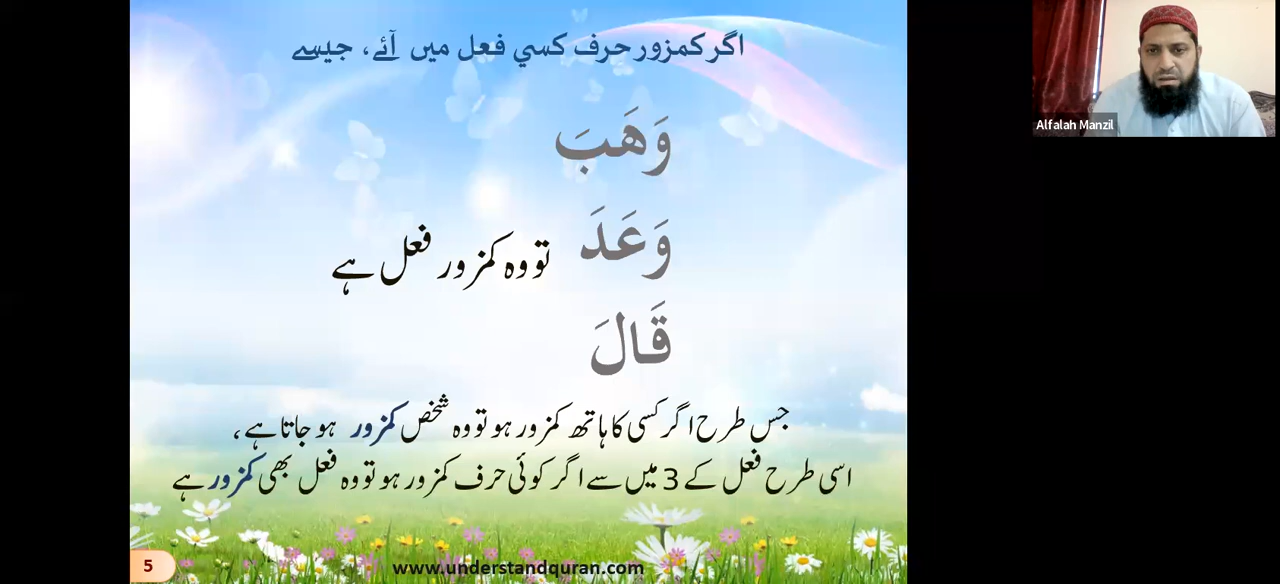 اگر کمزور حرف کسي فعل میں آئے، جیسے
وَهَبَ
وَعَدَ
تو وہ کمزور فعل ہے
قَالَ
جس طرح اگر کسی کا ہاتھ کمزور ہو تو وہ شخص کمزور ہو جاتا ہے،
اسی طرح فعل کے 3 میں سے اگر کوئی حرف کمزور ہو تو وہ فعل بھی کمزور ہے
5
www.understandquran.com
Alfalah Manzil